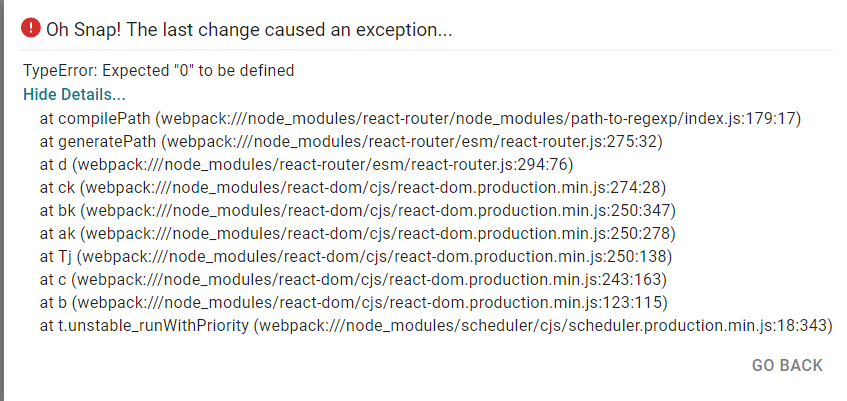 Oh Snap! The last change caused an exception...
TypeError: Expected "0" to be defined
Hide Details...
at compilePath (webpack:///node_modules/react-router/node_modules/path-to-regexp/index.js:179:17)
at generatePath (webpack:///node_modules/react-router/esm/react-router.js:275:32)
at d (webpack:///node_modules/react-router/esm/react-router.js:294:76)
at ck (webpack:///node_modules/react-dom/cjs/react-dom.production.min.js:274:28)
at bk (webpack:///node_modules/react-dom/cjs/react-dom.production.min.js:250:347)
at ak (webpack:///node_modules/react-dom/cjs/react-dom.production.min.js:250:278)
at Tj (webpack:///node_modules/react-dom/cjs/react-dom.production.min.js:250:138)
at c (webpack:///node_modules/react-dom/cjs/react-dom.production.min.js:243:163)
at b (webpack:///node_modules/react-dom/cjs/react-dom.production.min.js:123:115)
at t.unstable_runWithPriority (webpack:///node_modules/scheduler/cjs/scheduler.production.min.js:18:343)
GO BACK